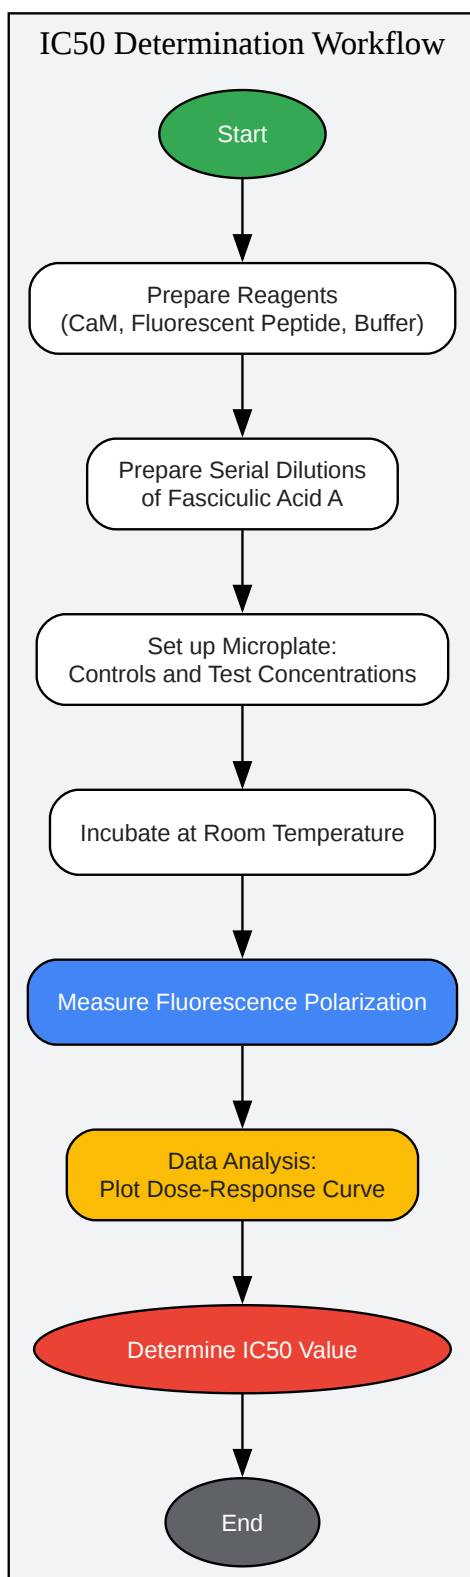 IC50 Determination Workflow
Start
Prepare Reagents
(CaM, Fluorescent Peptide, Buffer)
Prepare Serial Dilutions
of Fasciculic Acid A
Set up Microplate:
Controls and Test Concentrations
Incubate at Room Temperature
Measure Fluorescence Polarization
Data Analysis:
Plot Dose-Response Curve
Determine IC50 Value
End